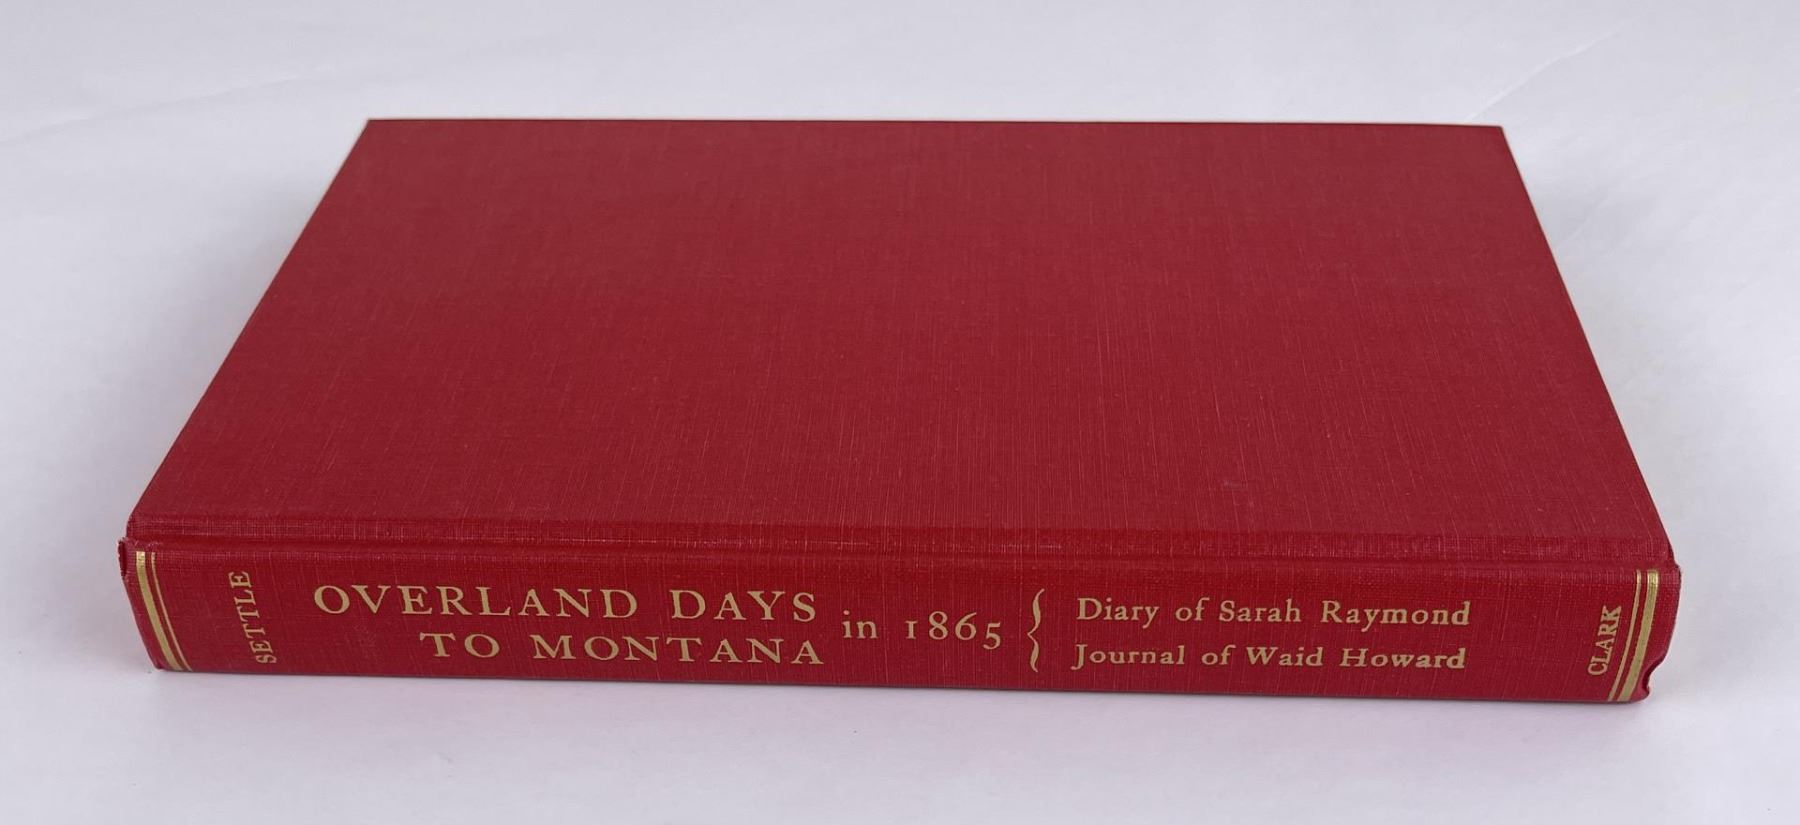 SETTLE
OVERLAND DAYS
TO MONTANA
in 1865
Diary of Sarah Raymond
Journal of Waid Howard
CLARK